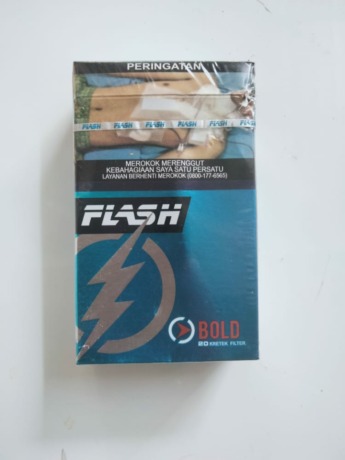 PERINGATAN
FLASH FLASH FLASH FLASH FLASH
MEROKOK MERENGGUT
KEBAHAGIAAN SAYA SATU PERSATU
LAYANAN BERHENTI MEROKOK (0800-177-6565)
FLASH
BOLD
20 KRETEK FILTER